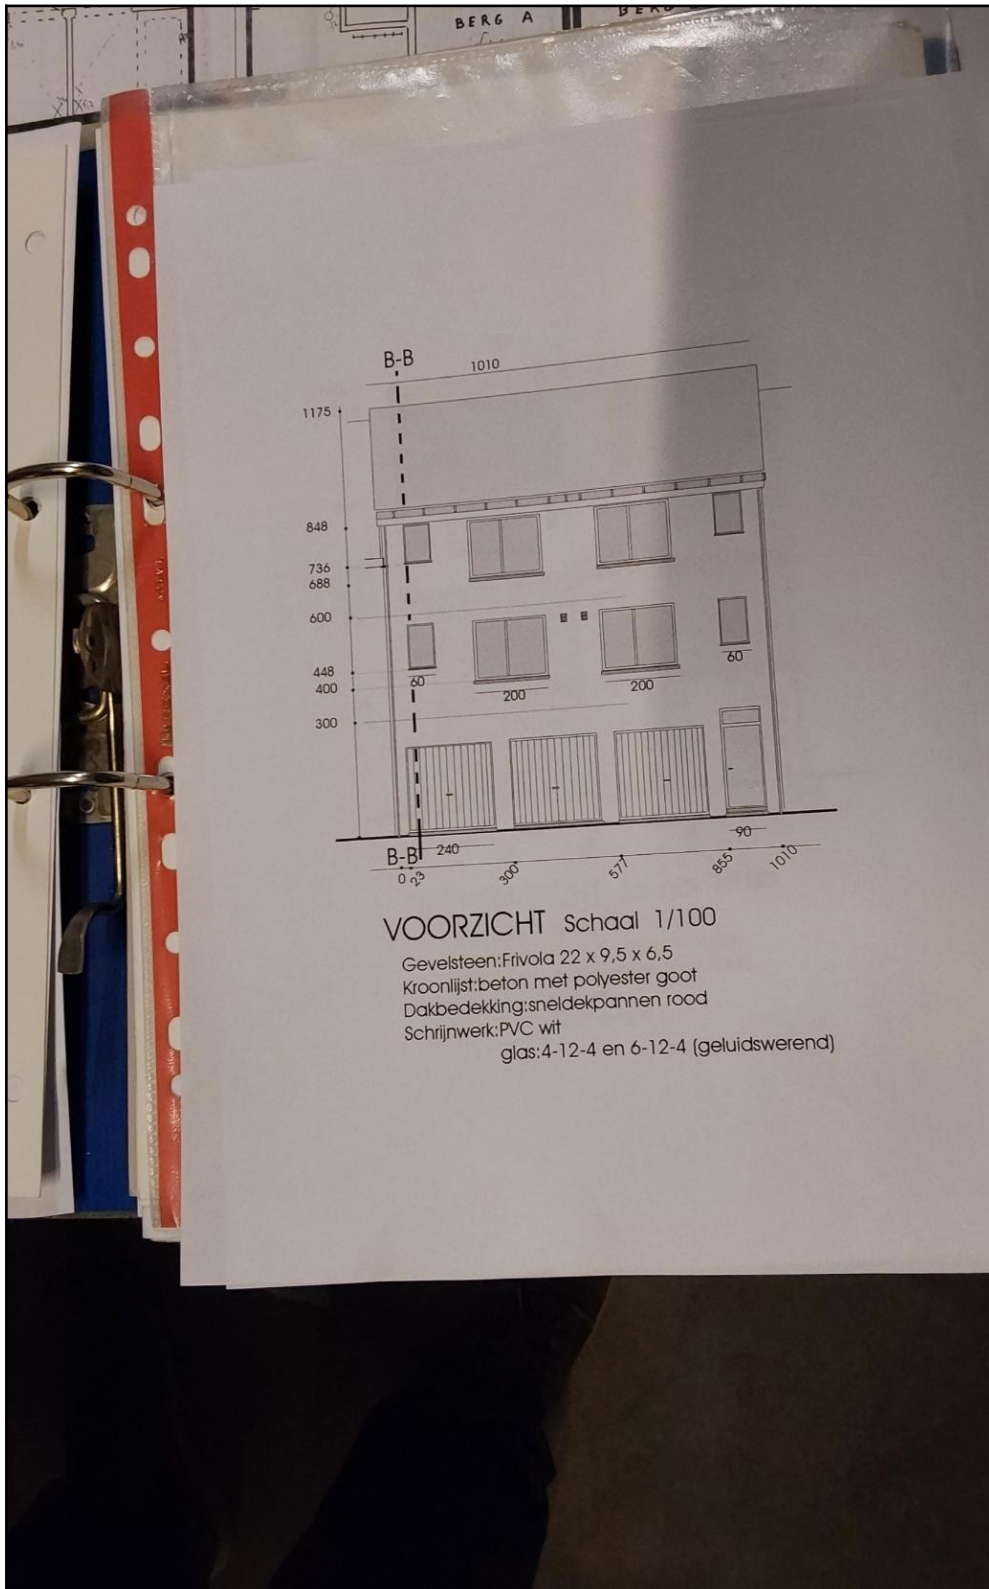 BERG A
BERG
B-B
1010
1175
848
736
688
600
448
400
300
60
200
200
60
B-B
240
90
0
23
300
577
855
1010
VOORZICHT Schaal 1/100
Gevelsteen:Frivola 22 x 9,5 x 6,5
Kroonlijst:beton met polyester goot
Dakbedekking:sneldekpannen rood
Schrijnwerk:PVC wit
glas:4-12-4 en 6-12-4 (geluidswerend)